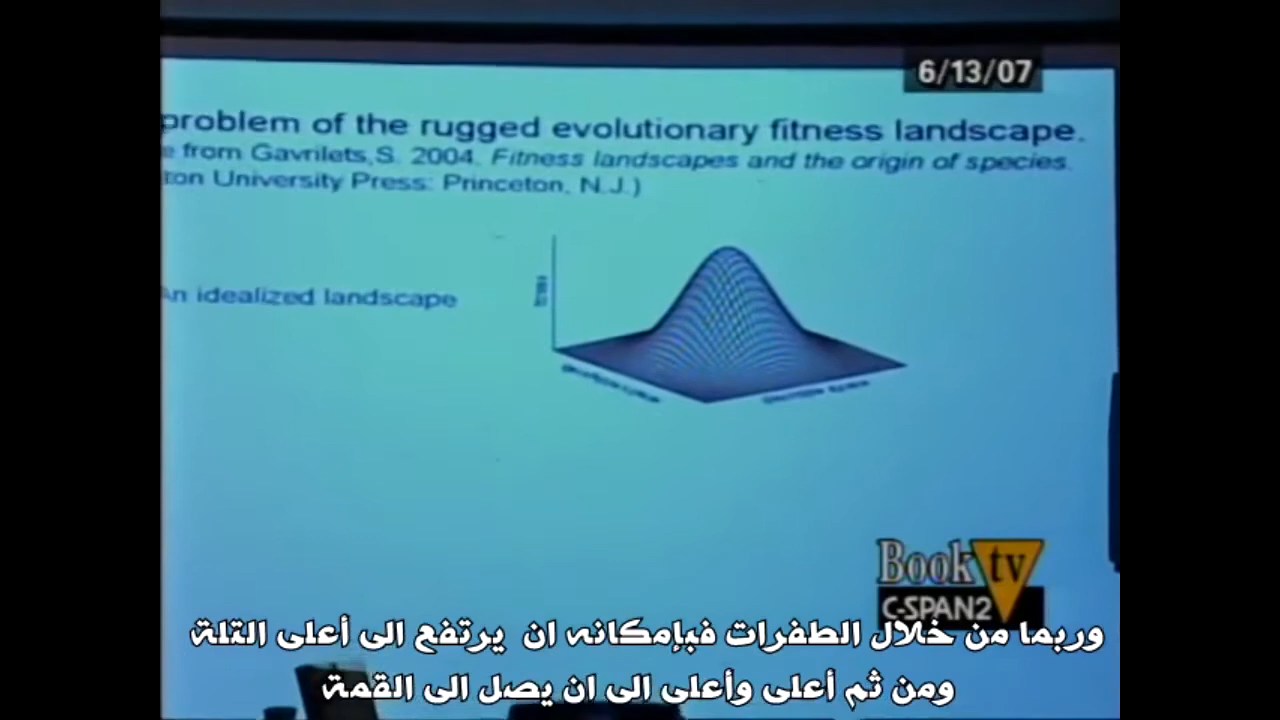 6/13/07
problem of the rugged evolutionary fitness landscape.
from Gavrilets,S. 2004. Fitness landscapes and the origin of species.
University Press: Princeton, N.J.)
An idealized landscape
Book tv
C-SPAN2
وربما من خلال الطفرات فبإمكانه ان يرتفع الى أعلى التلة
ومن ثم أعلى وأعلى الى ان يصل الى القمة